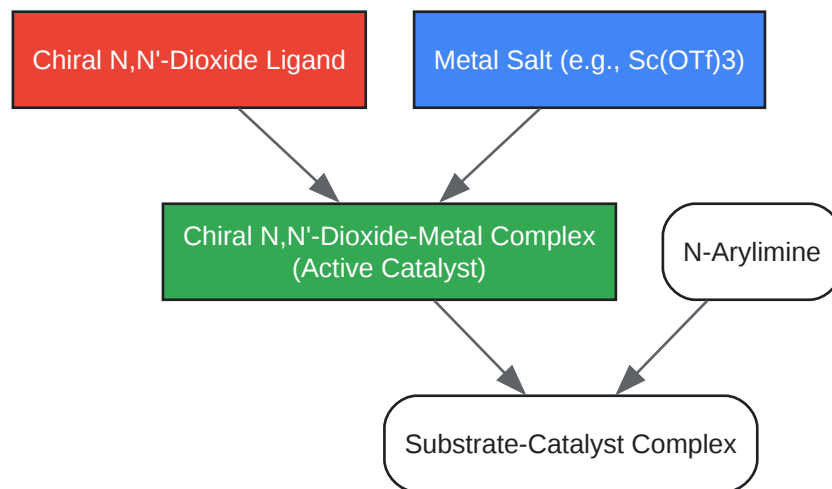 Chiral N,N'-Dioxide Ligand
Metal Salt (e.g., Sc(OTf)3)
Chiral N,N'-Dioxide-Metal Complex
(Active Catalyst)
N-Arylimine
Substrate-Catalyst Complex